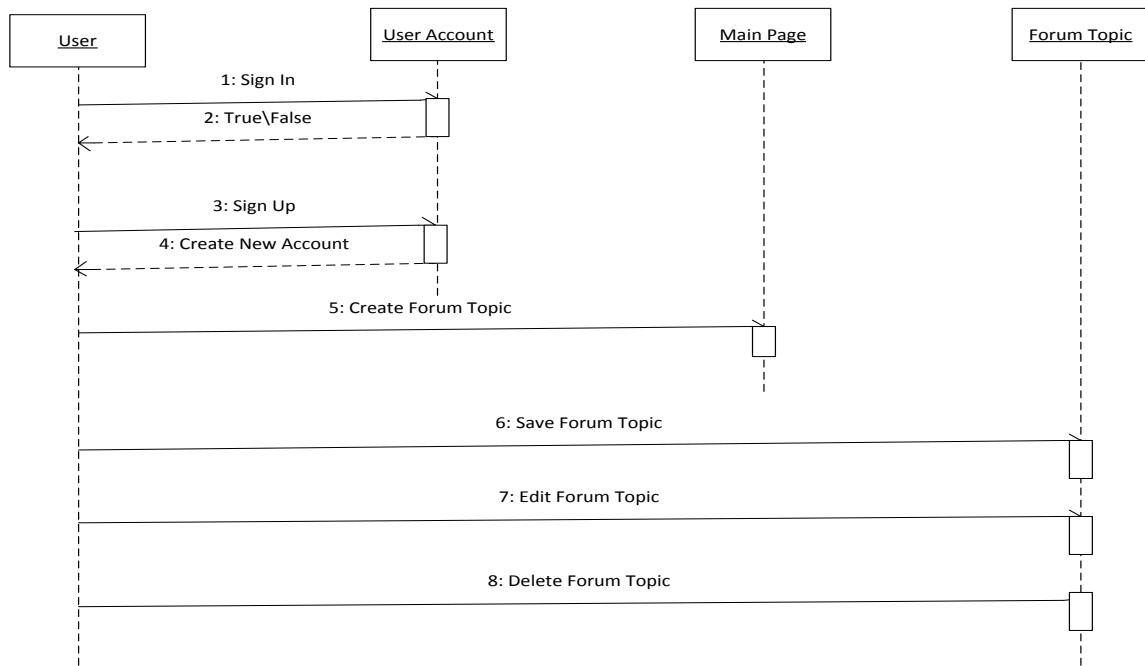 User
User Account
Main Page
Forum Topic
1: Sign In
2: True\False
3: Sign Up
4: Create New Account
5: Create Forum Topic
6: Save Forum Topic
7: Edit Forum Topic
8: Delete Forum Topic